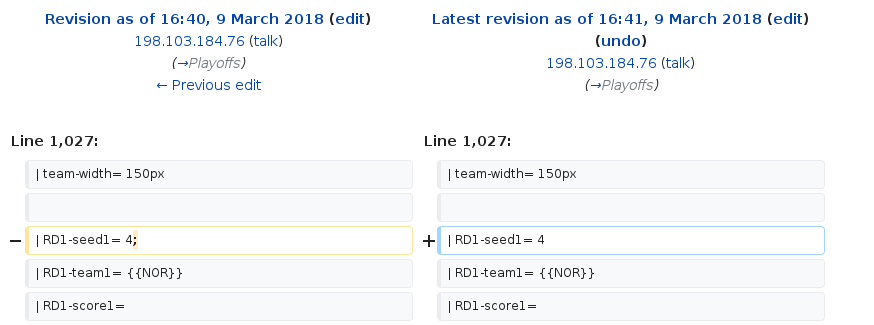 Revision as of 16:40, 9 March 2018 (edit)
198.103.184.76 (talk)
(→Playoffs)
← Previous edit
Latest revision as of 16:41, 9 March 2018 (edit)
(undo)
198.103.184.76 (talk)
(→Playoffs)
Line 1,027:
Line 1,027:
| team-width= 150px
| team-width= 150px
− | RD1-seed1= 4;
+ | RD1-seed1= 4
| RD1-team1= {{NOR}}
| RD1-team1= {{NOR}}
| RD1-score1=
| RD1-score1=